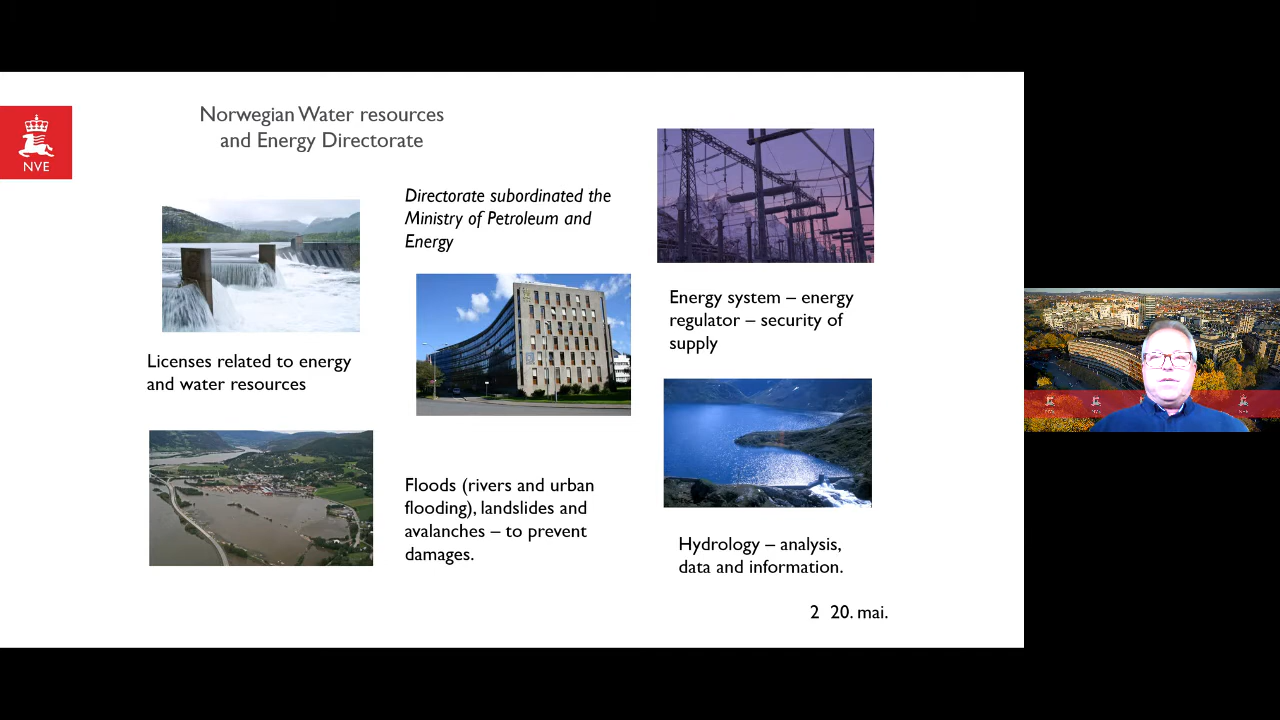 NVE
Norwegian Water resources
and Energy Directorate
Directorate subordinated the
Ministry of Petroleum and
Energy
Licenses related to energy
and water resources
Energy system – energy
regulator – security of
supply
Floods (rivers and urban
flooding), landslides and
avalanches – to prevent
damages.
Hydrology – analysis,
data and information.
2 20. mai.